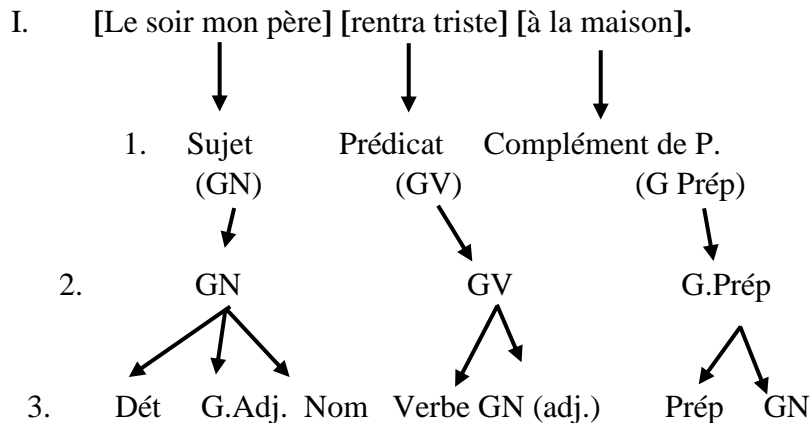 I. [Le soir mon père] [rentra triste] [à la maison].
1. Sujet Prédicat Complément de P.
(GN) (GV) (G Prép)
2. GN GV G.Prép
3. Dét G.Adj. Nom Verbe GN (adj.) Prép GN